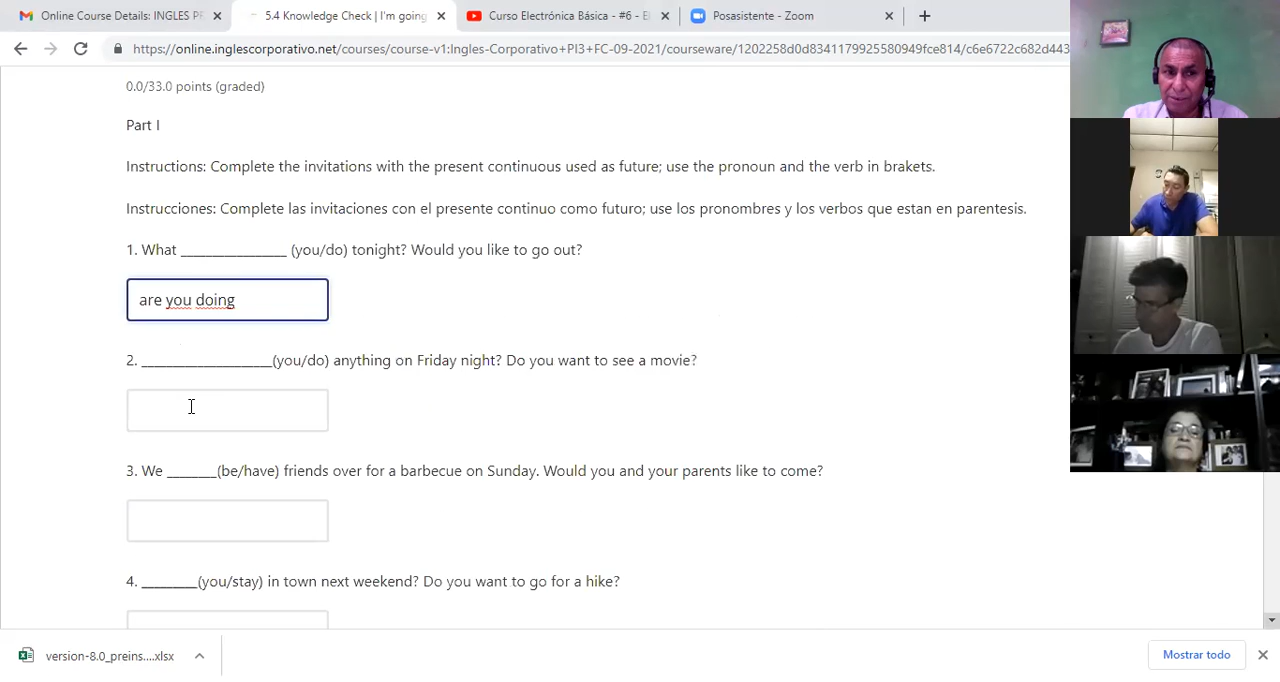 Online Course Details: INGLES PR
5.4 Knowledge Check | I'm going
Curso Electrónica Básica - #6 - El
Posasistente - Zoom
https://online.inglescorporativo.net/courses/course-v1:Ingles-Corporativo+PI3+FC-09-2021/courseware/1202258d0d8341179925580949fce814/c6e6722c682d443
0.0/33.0 points (graded)
Part I
Instructions: Complete the invitations with the present continuous used as future; use the pronoun and the verb in brakets.
Instrucciones: Complete las invitaciones con el presente continuo como futuro; use los pronombres y los verbos que estan en parentesis.
1. What ________________ (you/do) tonight? Would you like to go out?
are you doing
2. ___________________(you/do) anything on Friday night? Do you want to see a movie?
3. We _______(be/have) friends over for a barbecue on Sunday. Would you and your parents like to come?
4. ________(you/stay) in town next weekend? Do you want to go for a hike?
version-8.0_preins....xlsx
Mostrar todo